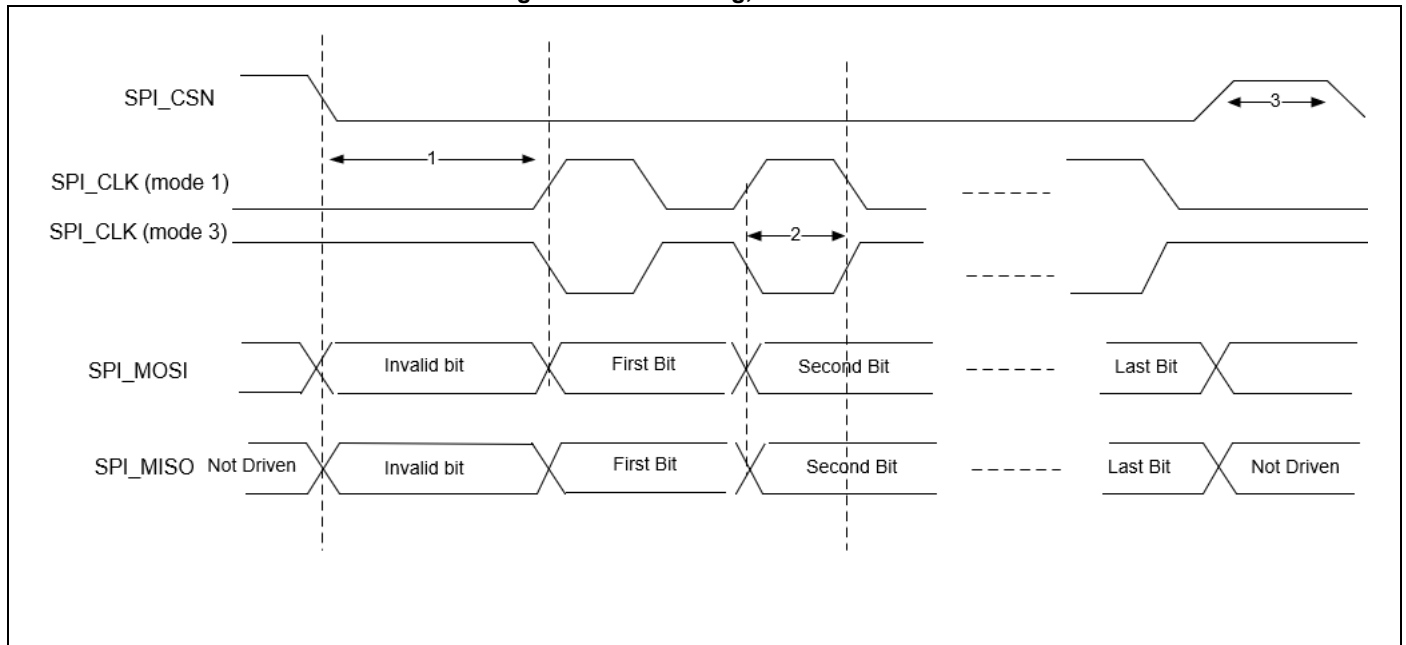 SPI_CSN
3
1
SPI_CLK (mode 1)
SPI_CLK (mode 3)
2
SPI_MOSI Invalid bit First Bit Second Bit Last Bit
SPI_MISO Not Driven Invalid bit First Bit Second Bit Last Bit Not Driven